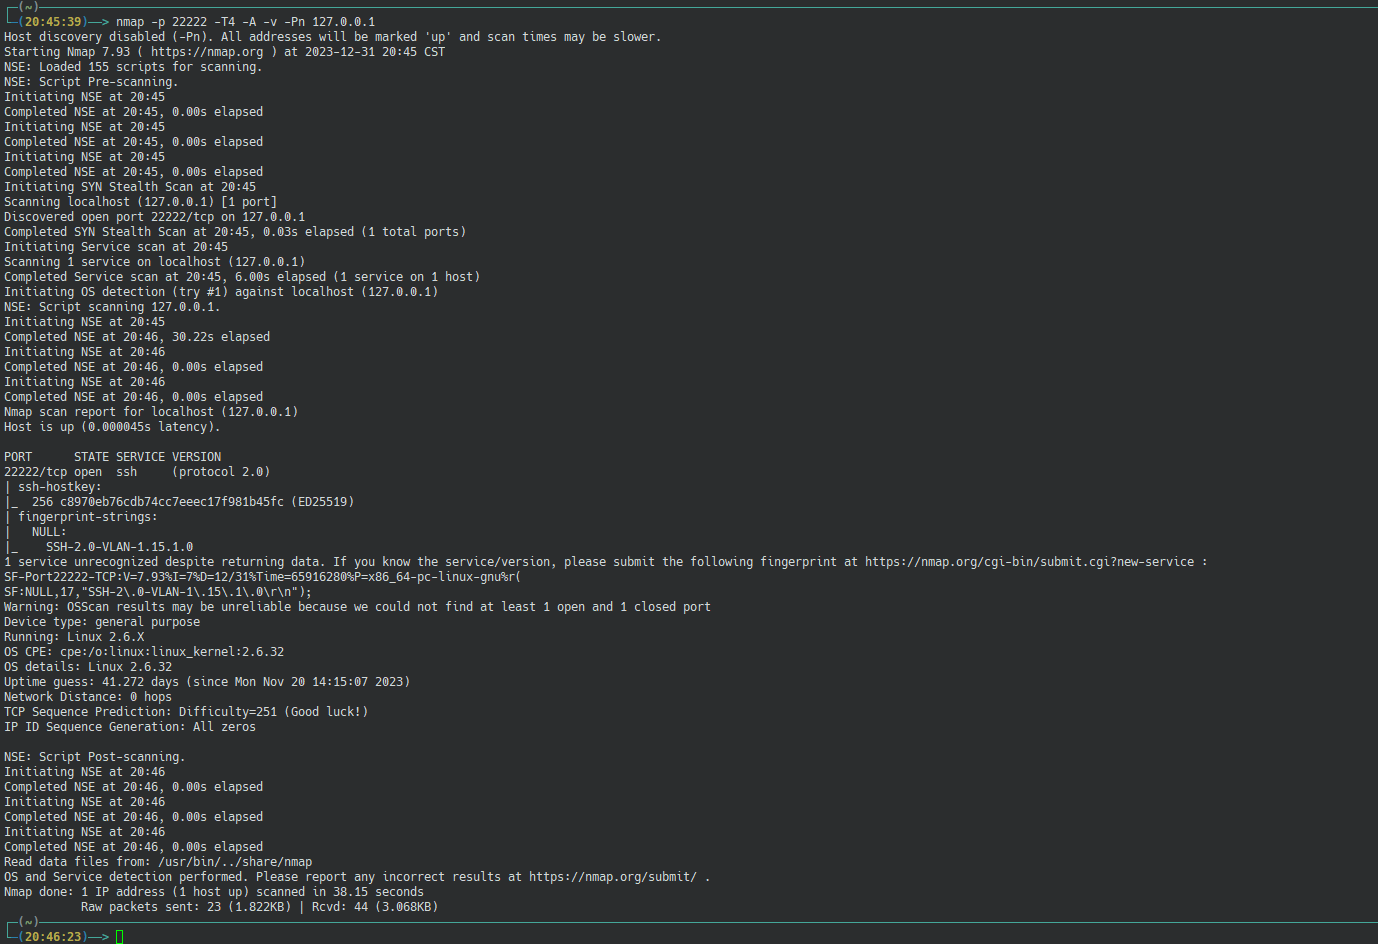 (~)
(20:45:39)——> nmap -p 22222 -T4 -A -v -Pn 127.0.0.1
Host discovery disabled (-Pn). All addresses will be marked 'up' and scan times may be slower.
Starting Nmap 7.93 ( https://nmap.org ) at 2023-12-31 20:45 CST
NSE: Loaded 155 scripts for scanning.
NSE: Script Pre-scanning.
Initiating NSE at 20:45
Completed NSE at 20:45, 0.00s elapsed
Initiating NSE at 20:45
Completed NSE at 20:45, 0.00s elapsed
Initiating NSE at 20:45
Completed NSE at 20:45, 0.00s elapsed
Initiating SYN Stealth Scan at 20:45
Scanning localhost (127.0.0.1) [1 port]
Discovered open port 22222/tcp on 127.0.0.1
Completed SYN Stealth Scan at 20:45, 0.03s elapsed (1 total ports)
Initiating Service scan at 20:45
Scanning 1 service on localhost (127.0.0.1)
Completed Service scan at 20:45, 6.00s elapsed (1 service on 1 host)
Initiating OS detection (try #1) against localhost (127.0.0.1)
NSE: Script scanning 127.0.0.1.
Initiating NSE at 20:45
Completed NSE at 20:46, 30.22s elapsed
Initiating NSE at 20:46
Completed NSE at 20:46, 0.00s elapsed
Initiating NSE at 20:46
Completed NSE at 20:46, 0.00s elapsed
Nmap scan report for localhost (127.0.0.1)
Host is up (0.000045s latency).
PORT      STATE SERVICE VERSION
22222/tcp open  ssh     (protocol 2.0)
| ssh-hostkey:
|_  256 c8970eb76cdb74cc7eeec17f981b45fc (ED25519)
| fingerprint-strings:
|   NULL:
|_    SSH-2.0-VLAN-1.15.1.0
1 service unrecognized despite returning data. If you know the service/version, please submit the following fingerprint at https://nmap.org/cgi-bin/submit.cgi?new-service :
SF-Port22222-TCP:V=7.93%I=7%D=12/31%Time=65916280%P=x86_64-pc-linux-gnu%r(
SF:NULL,17,"SSH-2\.0-VLAN-1\.15\.1\.0\r\n");
Warning: OSScan results may be unreliable because we could not find at least 1 open and 1 closed port
Device type: general purpose
Running: Linux 2.6.X
OS CPE: cpe:/o:linux:linux_kernel:2.6.32
OS details: Linux 2.6.32
Uptime guess: 41.272 days (since Mon Nov 20 14:15:07 2023)
Network Distance: 0 hops
TCP Sequence Prediction: Difficulty=251 (Good luck!)
IP ID Sequence Generation: All zeros
NSE: Script Post-scanning.
Initiating NSE at 20:46
Completed NSE at 20:46, 0.00s elapsed
Initiating NSE at 20:46
Completed NSE at 20:46, 0.00s elapsed
Initiating NSE at 20:46
Completed NSE at 20:46, 0.00s elapsed
Read data files from: /usr/bin/../share/nmap
OS and Service detection performed. Please report any incorrect results at https://nmap.org/submit/ .
Nmap done: 1 IP address (1 host up) scanned in 38.15 seconds
           Raw packets sent: 23 (1.822KB) | Rcvd: 44 (3.068KB)
(~)
(20:46:23)——>